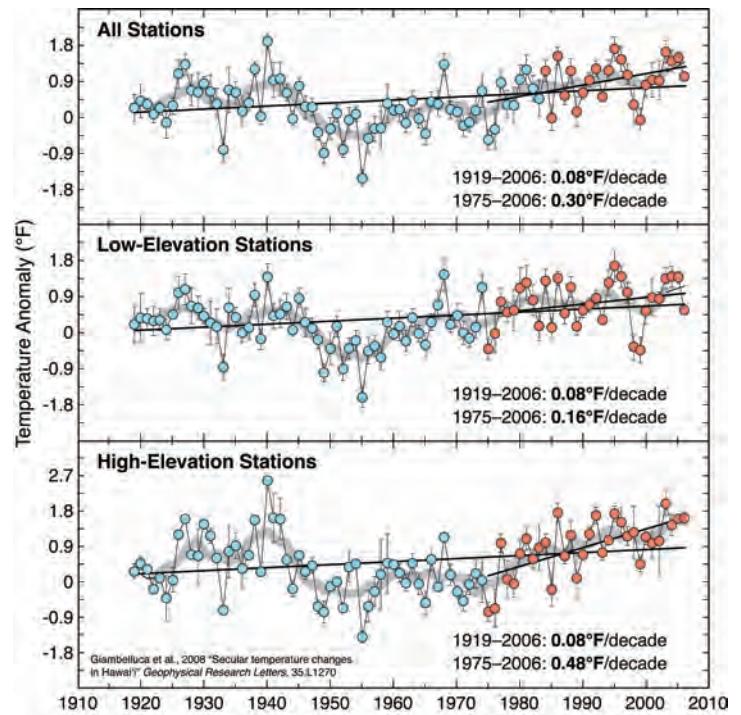 All Stations
1.8
0.9
0
-0.9
-1.8
1919–2006: 0.08°F/decade
1975–2006: 0.30°F/decade
Temperature Anomaly (°F)
Low-Elevation Stations
1.8
0.9
0
-0.9
-1.8
1919–2006: 0.08°F/decade
1975–2006: 0.16°F/decade
High-Elevation Stations
2.7
1.8
0.9
0
-0.9
-1.8
1919–2006: 0.08°F/decade
1975–2006: 0.48°F/decade
Giambelluca et al., 2008 "Secular temperature changes
in Hawai'i" Geophysical Research Letters, 35:L1270
1910 1920 1930 1940 1950 1960 1970 1980 1990 2000 2010